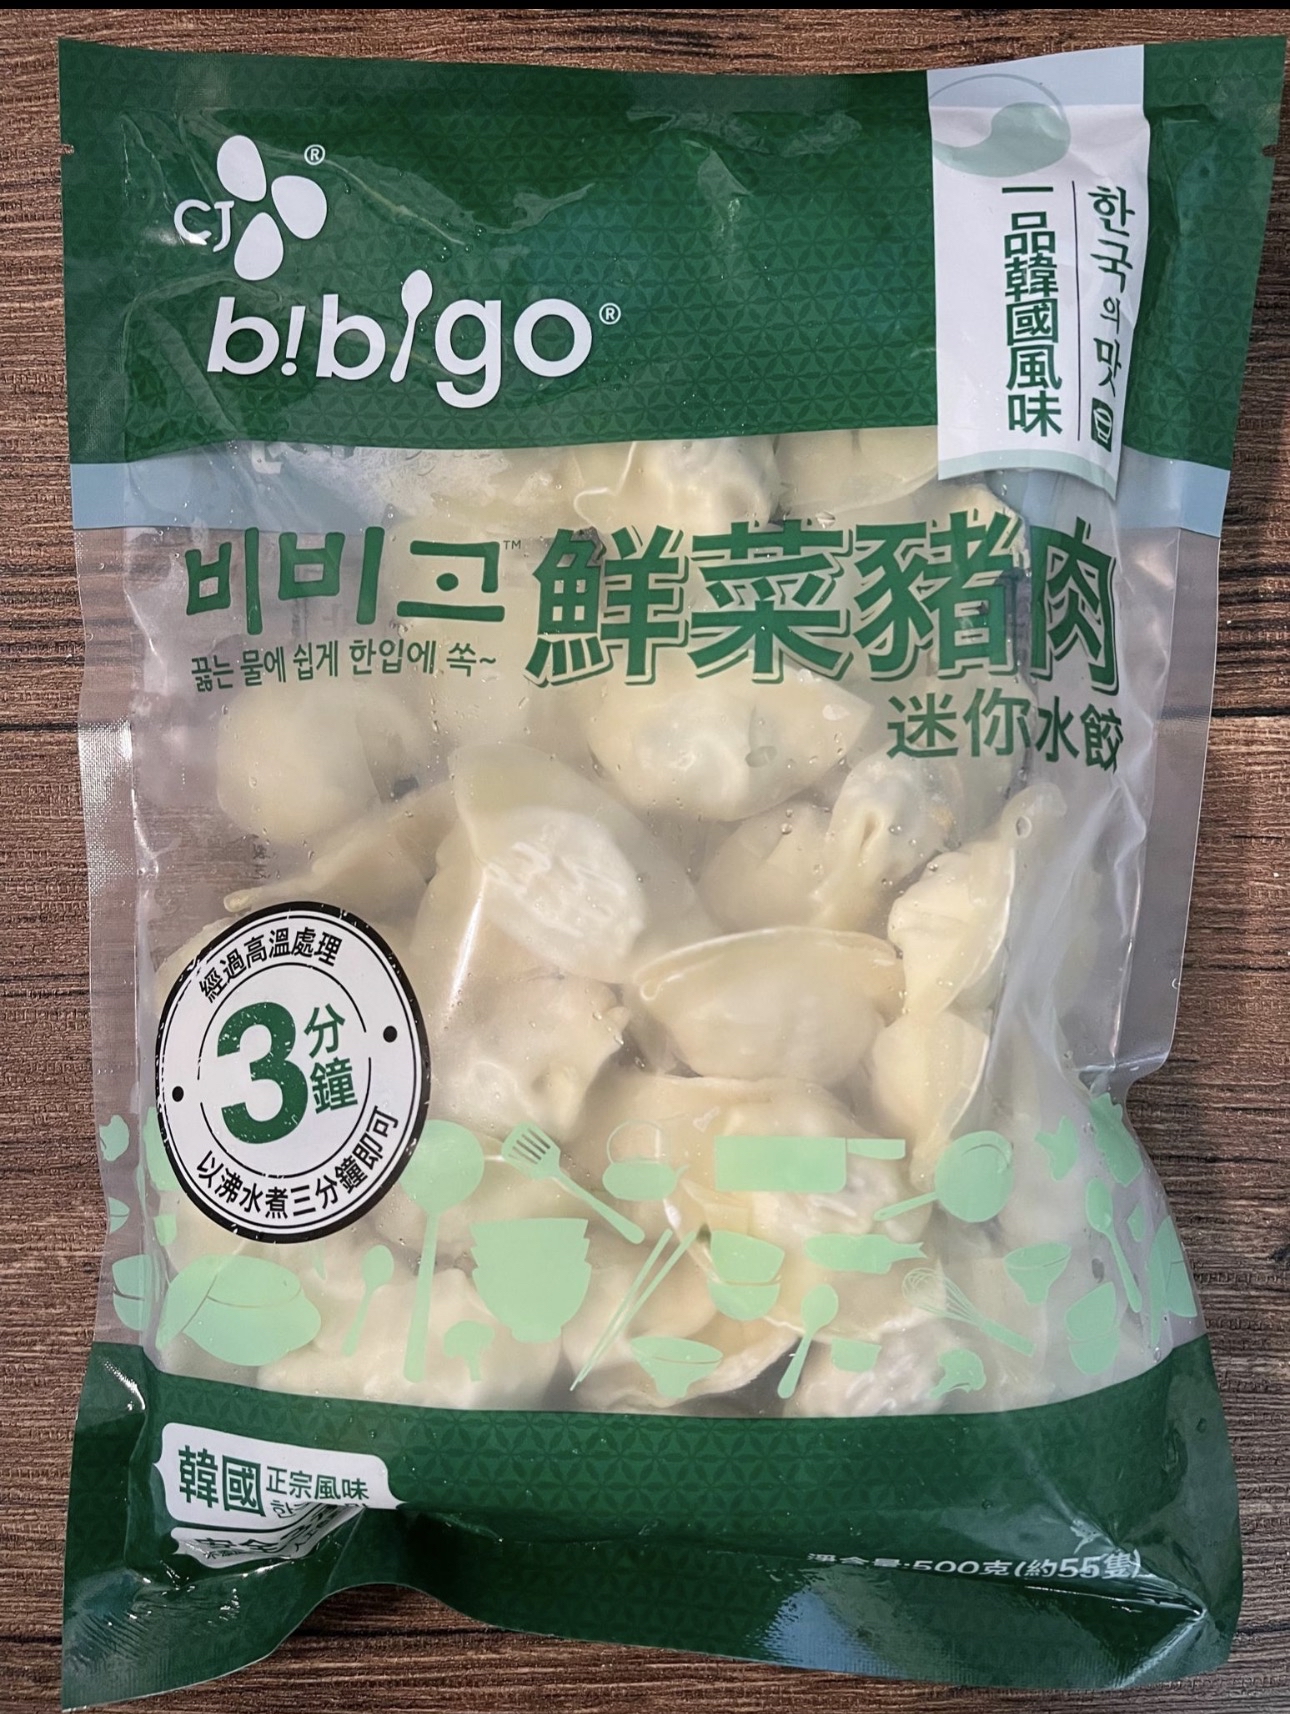 CJ®
bibigo®
한국의 맛
一品韓國風味
비비고™
끓는 물에 쉽게 한입에 쏙~
鮮菜豬肉
迷你水餃
經過高溫處理
3分鐘
以沸水煮三分鐘即可
韓國正宗風味
淨含量:500克(約55隻)